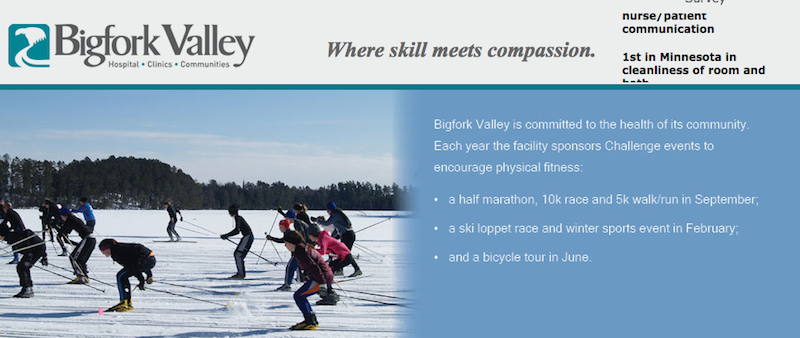 Survey
nurse/patient
communication
Bigfork Valley
Hospital • Clinics • Communities
Where skill meets compassion.
1st in Minnesota in
cleanliness of room and
bath
Bigfork Valley is committed to the health of its community.
Each year the facility sponsors Challenge events to
encourage physical fitness:
• a half marathon, 10k race and 5k walk/run in September;
• a ski loppet race and winter sports event in February;
• and a bicycle tour in June.